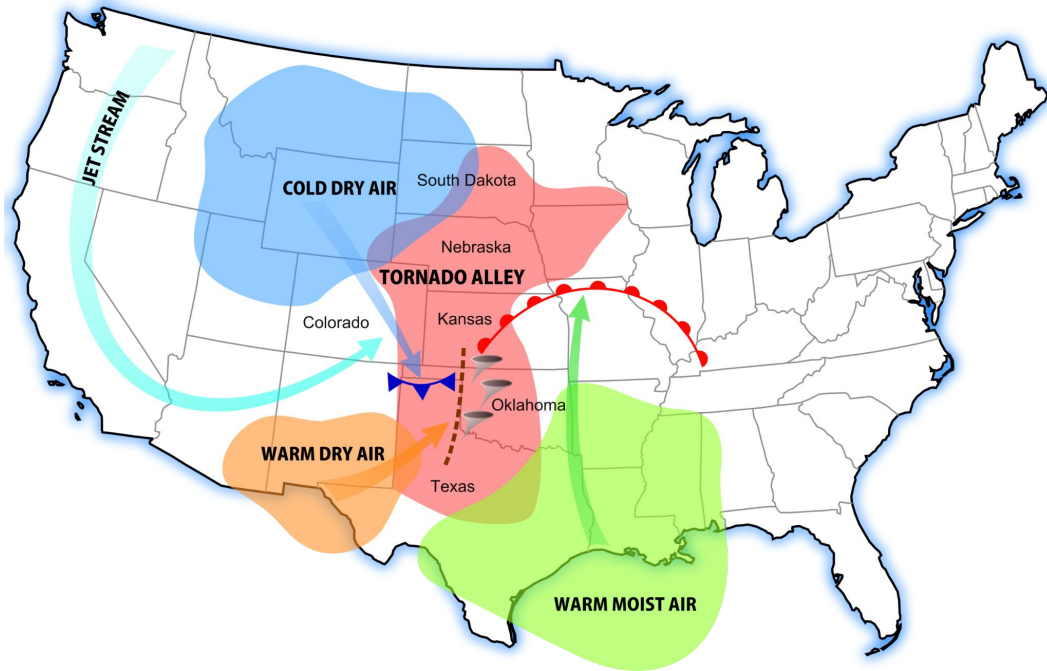 JET STREAM
COLD DRY AIR
South Dakota
Nebraska
TORNADO ALLEY
Colorado
Kansas
Oklahoma
WARM DRY AIR
Texas
WARM MOIST AIR